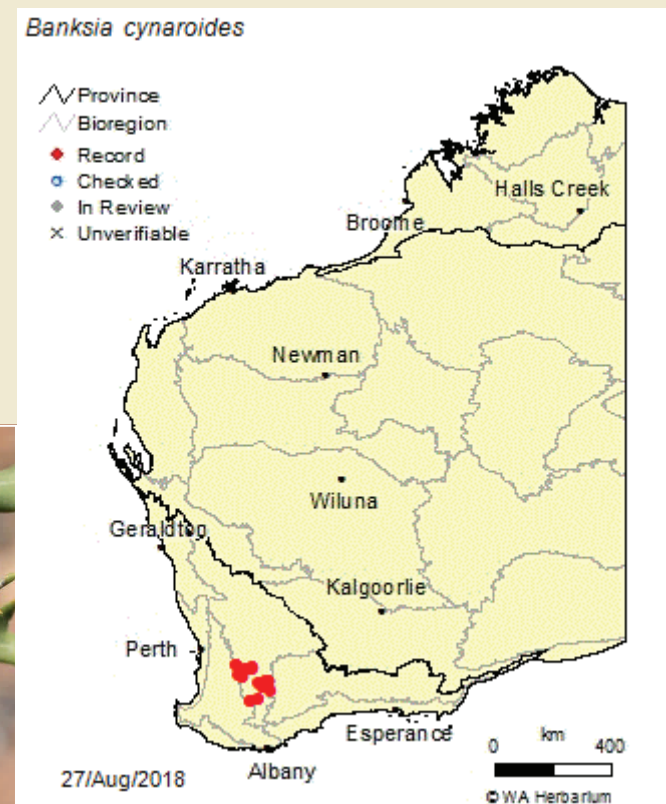 Banksia cynaroides
Province
Bioregion
Record
Checked
In Review
Unverifiable
Halls Creek
Broome
Karratha
Newman
Wiluna
Geraldton
Kalgoorlie
Perth
Esperance
0 km 400
27/Aug/2018
Albany
© WA Herbarium